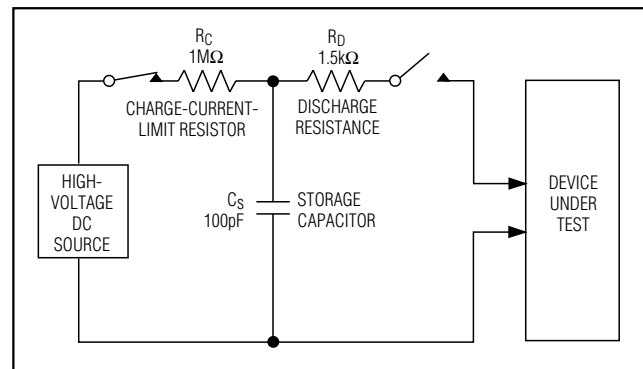 R_C
1MΩ
CHARGE-CURRENT-
LIMIT RESISTOR
R_D
1.5kΩ
DISCHARGE
RESISTANCE
HIGH-
VOLTAGE
DC
SOURCE
C_S
100pF
STORAGE
CAPACITOR
DEVICE
UNDER
TEST